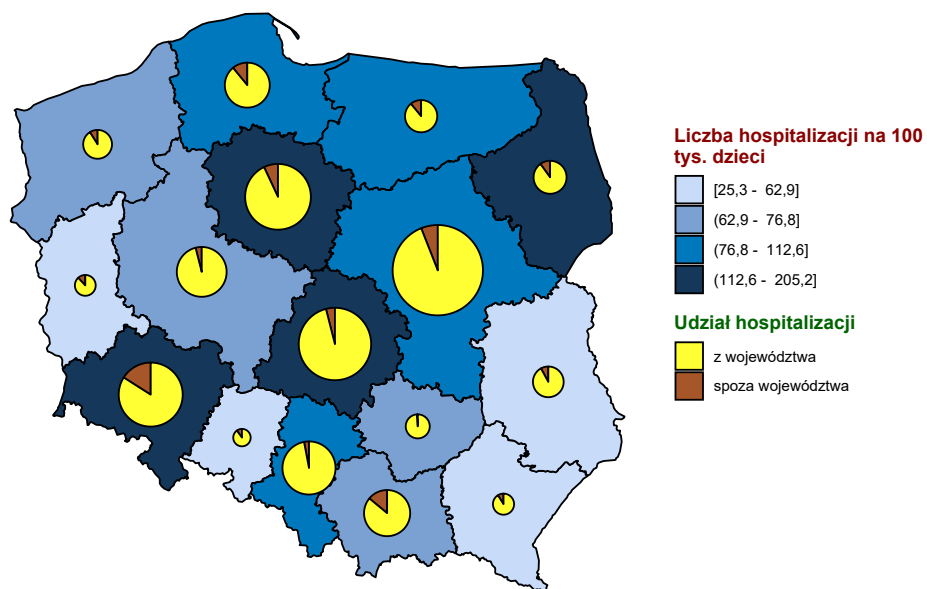 Liczba hospitalizacji na 100
tys. dzieci
[25,3 - 62,9]
(62,9 - 76,8]
(76,8 - 112,6]
(112,6 - 205,2]
Udział hospitalizacji
z województwa
spoza województwa